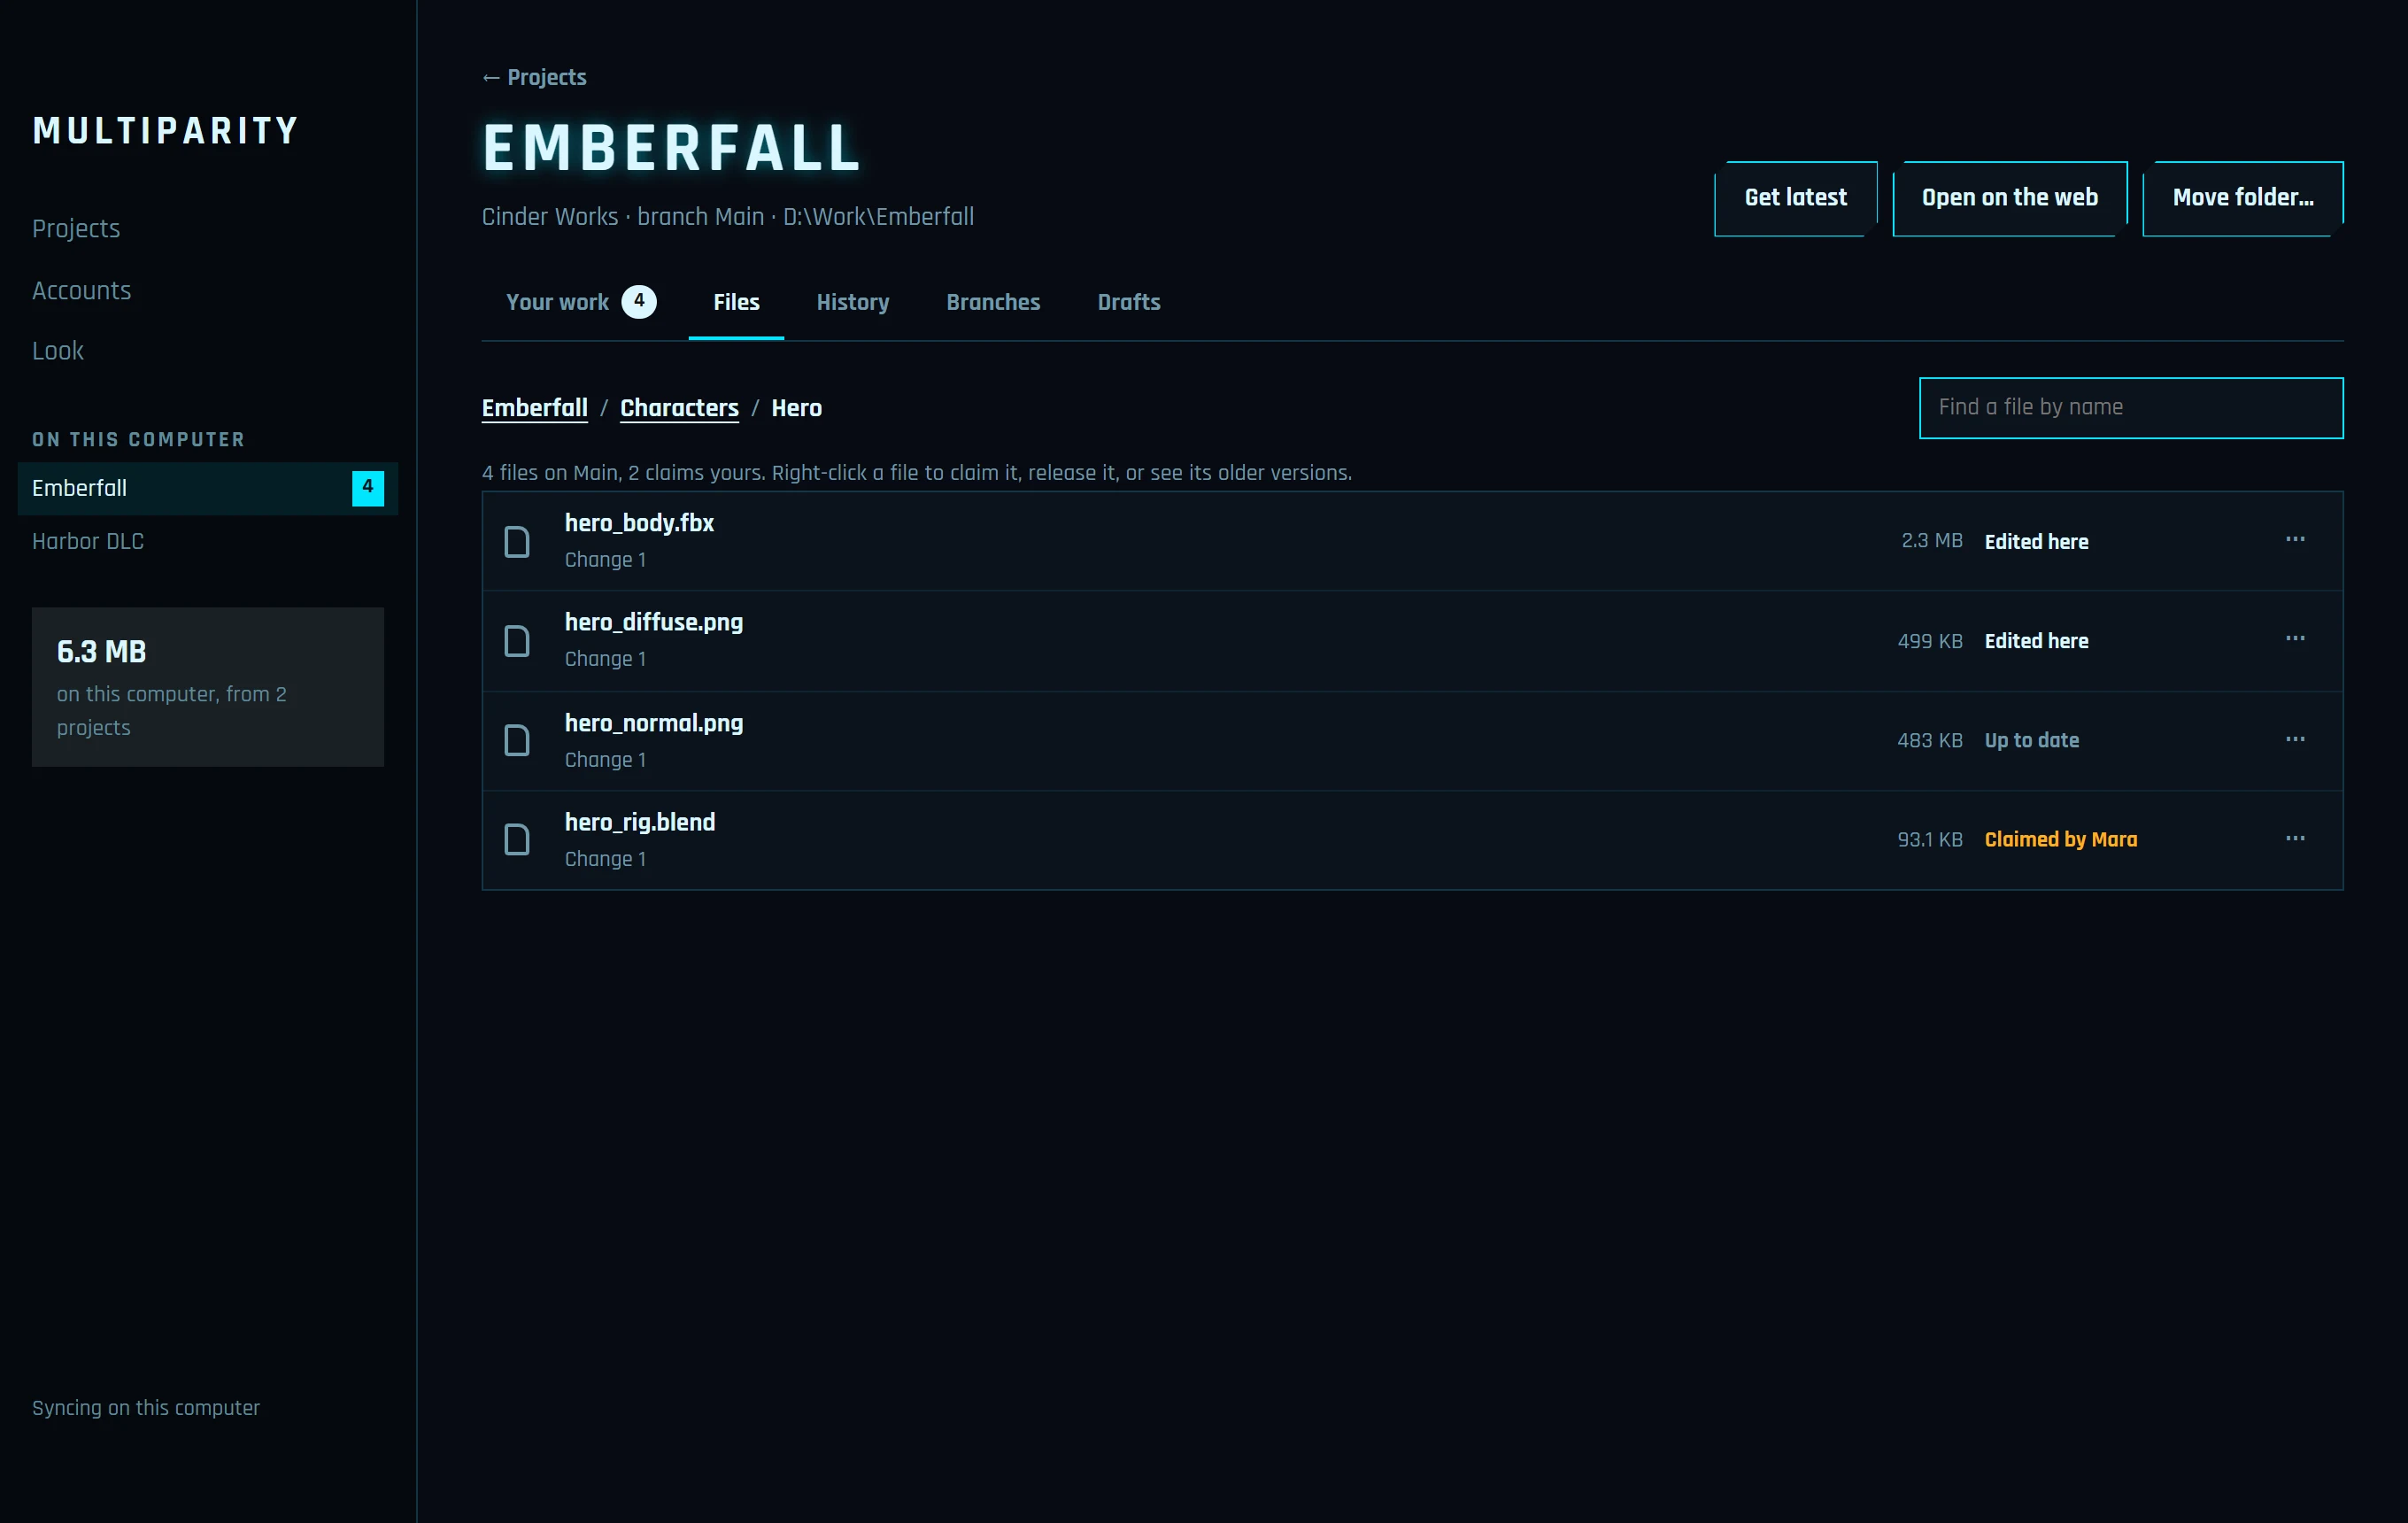 MULTIPARITY
Projects
Accounts
Look
ON THIS COMPUTER
Emberfall 4
Harbor DLC
6.3 MB
on this computer, from 2
projects
Syncing on this computer
← Projects
EMBERFALL
Cinder Works · branch Main · D:\Work\Emberfall
Get latest
Open on the web
Move folder...
Your work 4
Files
History
Branches
Drafts
Emberfall / Characters / Hero
Find a file by name
4 files on Main, 2 claims yours. Right-click a file to claim it, release it, or see its older versions.
hero_body.fbx
Change 1
2.3 MB Edited here ...
hero_diffuse.png
Change 1
499 KB Edited here ...
hero_normal.png
Change 1
483 KB Up to date ...
hero_rig.blend
Change 1
93.1 KB Claimed by Mara ...